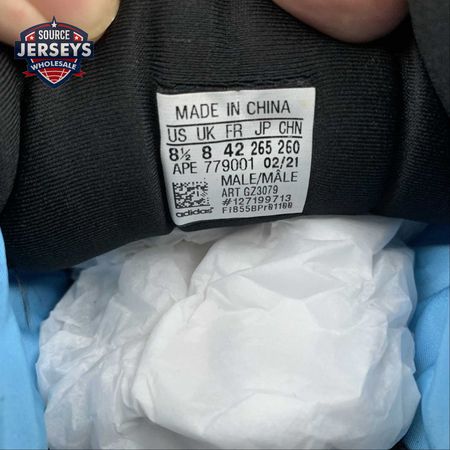 SOURCE
JERSEYS
WHOLESALE
MADE IN CHINA
US UK FR JP CHN
8½ 8 42 265 260
APE 779001 02/21
MALE/MÂLE
ART GZ3079
#127199713
adidas F1855BPr01100